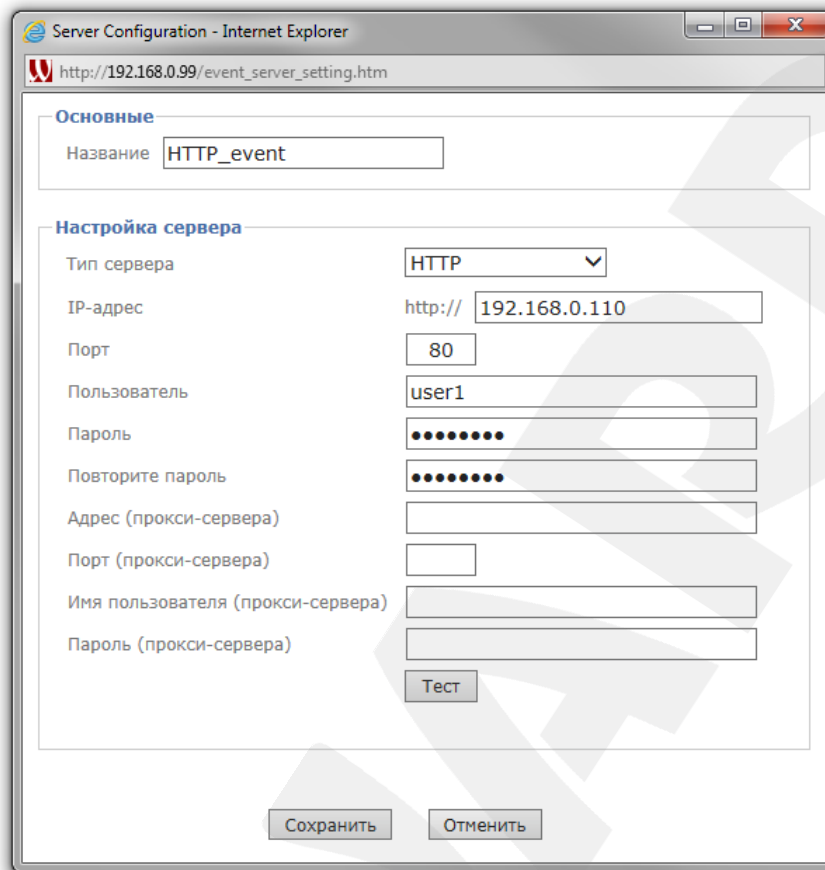 Server Configuration - Internet Explorer
http://192.168.0.99/event_server_setting.htm
Основные
Название HTTP_event
Настройка сервера
Тип сервера HTTP
IP-адрес http:// 192.168.0.110
Порт 80
Пользователь user1
Пароль ●●●●●●●●
Повторите пароль ●●●●●●●●
Адрес (прокси-сервера)
Порт (прокси-сервера)
Имя пользователя (прокси-сервера)
Пароль (прокси-сервера)
Тест
Сохранить Отменить